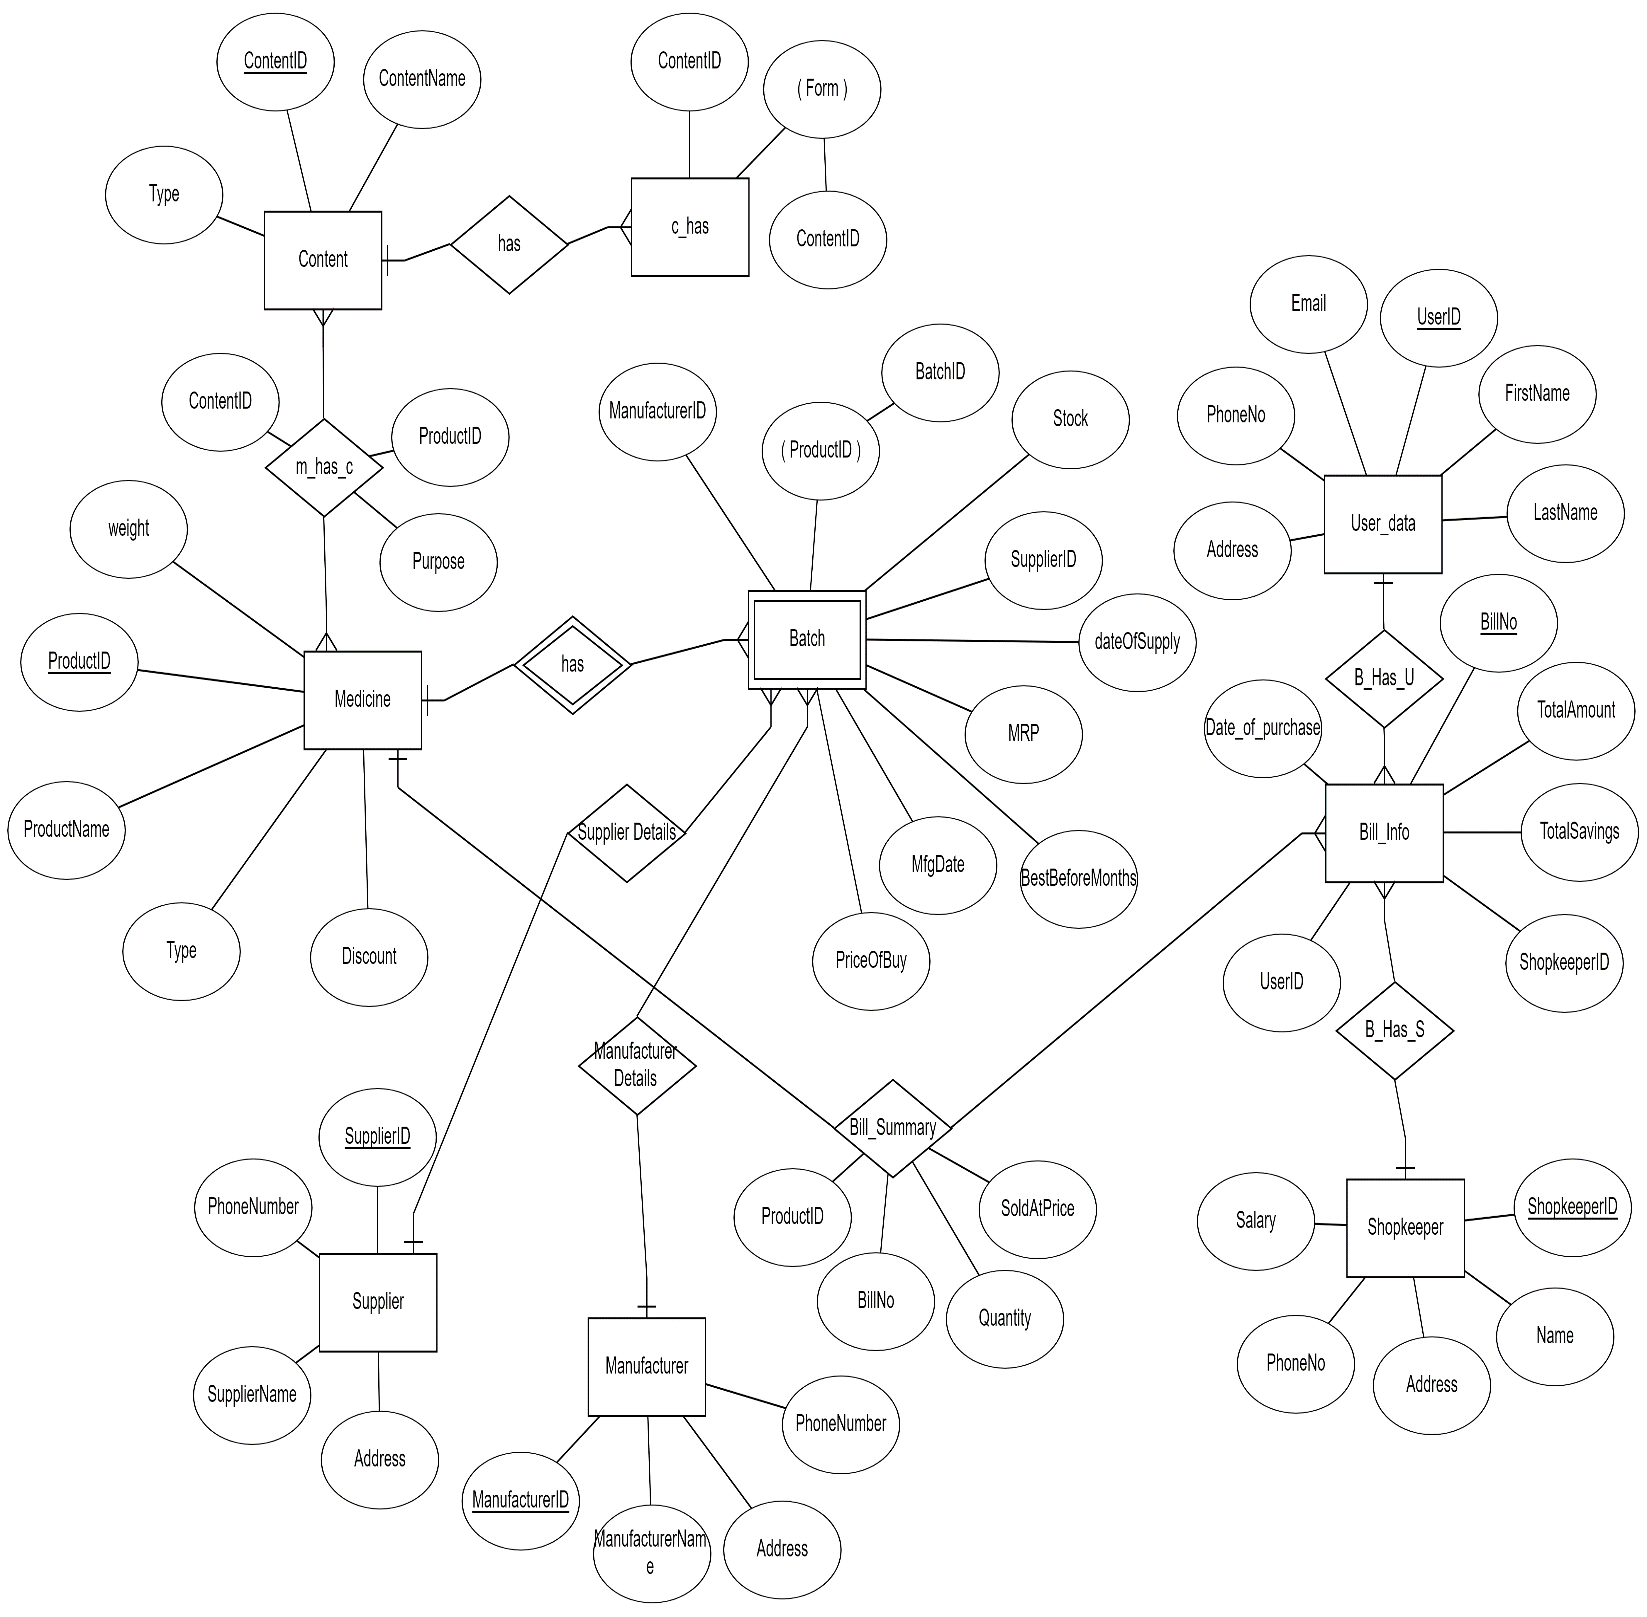 ContentID
ContentName
Type
Content
has
ContentID
( Form )
c_has
ContentID
ContentID
m_has_c
ProductID
Purpose
weight
ProductID
Medicine
ProductName
Type
Discount
has
ManufacturerID
( ProductID )
BatchID
Stock
SupplierID
dateOfSupply
Batch
MRP
BestBeforeMonths
MfgDate
PriceOfBuy
Supplier Details
Manufacturer
Details
Email
UserID
FirstName
PhoneNo
LastName
User_data
Address
B_Has_U
BillNo
Date_of_purchase
TotalAmount
Bill_Info
TotalSavings
UserID
ShopkeeperID
B_Has_S
Bill_Summary
ProductID
BillNo
Quantity
SoldAtPrice
Salary
Shopkeeper
ShopkeeperID
PhoneNo
Address
Name
SupplierID
PhoneNumber
Supplier
SupplierName
Address
Manufacturer
PhoneNumber
ManufacturerID
ManufacturerNam
e
Address